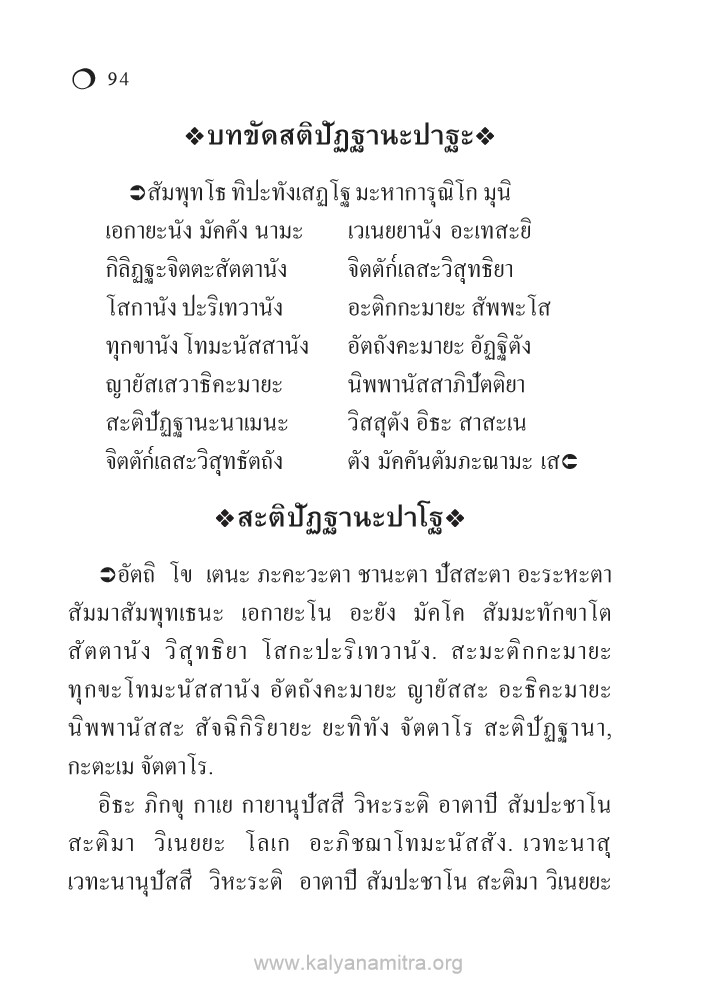 94
❖บทขัดสติปัฏฐานะปาฐะ❖
➲สัมพุทโธ ทิปะทังเสฏโฐ มะหาการุณิโก มุนิ
เอกายะนัง มัคคัง นามะ เวเนยยานัง อะเทสะยิ
กิลิฏฐะจิตตะสัตตานัง จิตตักเลสะวิสุทธิยา
โสกานัง ปะริเทวานัง อะติกกะมายะ สัพพะโส
ทุกขานัง โทมะนัสสานัง อัตถังคะมายะ อัฏฐิตัง
ญายัสเสวาธิคะมายะ นิพพานัสสาภิปัตติยา
สะติปัฏฐานะนาเมนะ วิสสุตัง อิธะ สาสะเน
จิตตักเลสะวิสุทธัตถัง ตัง มัคคันตัมภะณามะ เส
❖สะติปัฏฐานะปาโฐ❖
➲อัตถิ โข เตนะ ภะคะวะตา ชานะตา ปัสสะตา อะระหะตา
สัมมาสัมพุทเธนะ เอกายะโน อะยัง มัคโค สัมมะทักขาโต
สัตตานัง วิสุทธิยา โสกะปะริเทวานัง. สะมะติกกะมายะ
ทุกขะโทมะนัสสานัง อัตถังคะมายะ ญายัสสะ อะธิคะมายะ
นิพพานัสสะ สัจฉิกิริยายะ ยะทิทัง จัตตาโร สะติปัฏฐานา,
กะตะเม จัตตาโร.
อิธะ ภิกขุ กาเย กายานุปัสสี วิหะระติ อาตาปี สัมปะชาโน
สะติมา วิเนยยะ โลเก อะภิชฌาโทมะนัสสัง. เวทะนาสุ
เวทะนานุปัสสี วิหะระติ อาตาปี สัมปะชาโน สะติมา วิเนยยะ
www.kalyanamitra.org